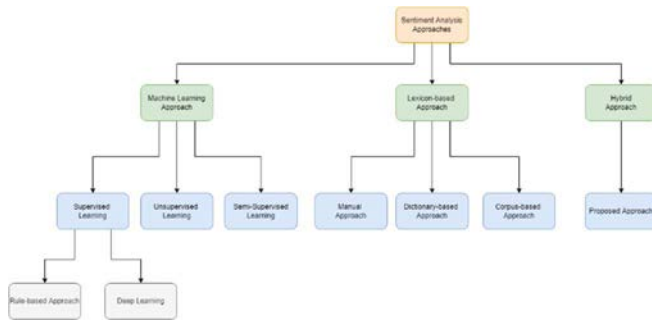 Sentiment Analysis
Approaches
Machine Learning
Approach
Lexicon-based
Approach
Hybrid
Approach
Supervised
Learning
Unsupervised
Learning
Semi-Supervised
Learning
Manual
Approach
Dictionary-based
Approach
Corpus-based
Approach
Proposed Approach
Rule-based Approach
Deep Learning